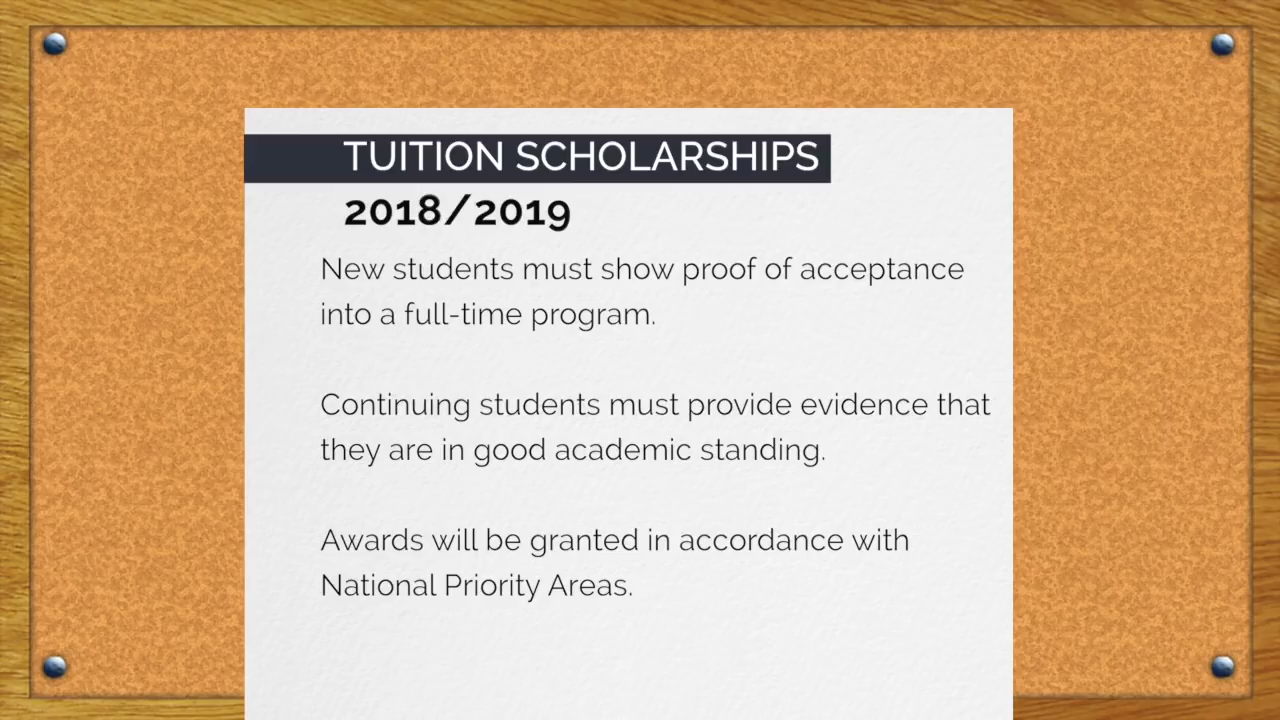 TUITION SCHOLARSHIPS
2018/2019
New students must show proof of acceptance
into a full-time program.
Continuing students must provide evidence that
they are in good academic standing.
Awards will be granted in accordance with
National Priority Areas.